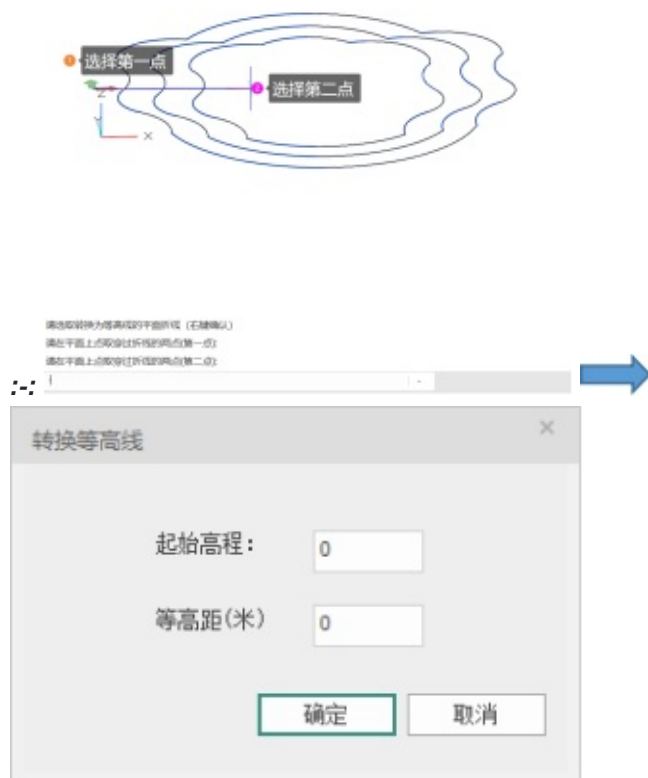 1 选择第一点
2 选择第二点
Z
Y
X
请选取转换为等高线的平面折线（右键确认）
请在平面上点取穿过折线的两点(第一点):
请在平面上点取穿过折线的两点(第二点):
:-:
转换等高线
×
起始高程：
0
等高距(米)
0
确定
取消